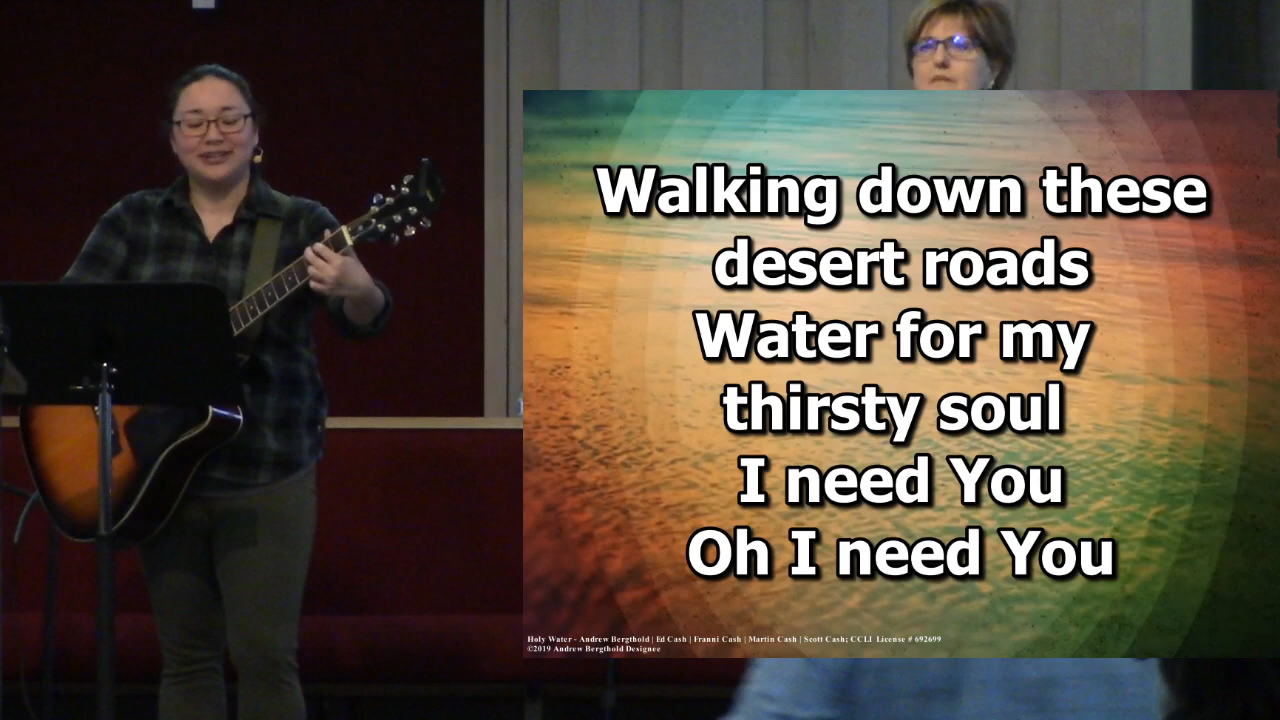 Walking down these
desert roads
Water for my
thirsty soul
I need You
Oh I need You
Holy Water - Andrew Bergthold | Ed Cash | Franni Cash | Martin Cash | Scott Cash; CCLI License # 692699
©2019 Andrew Bergthold Designee